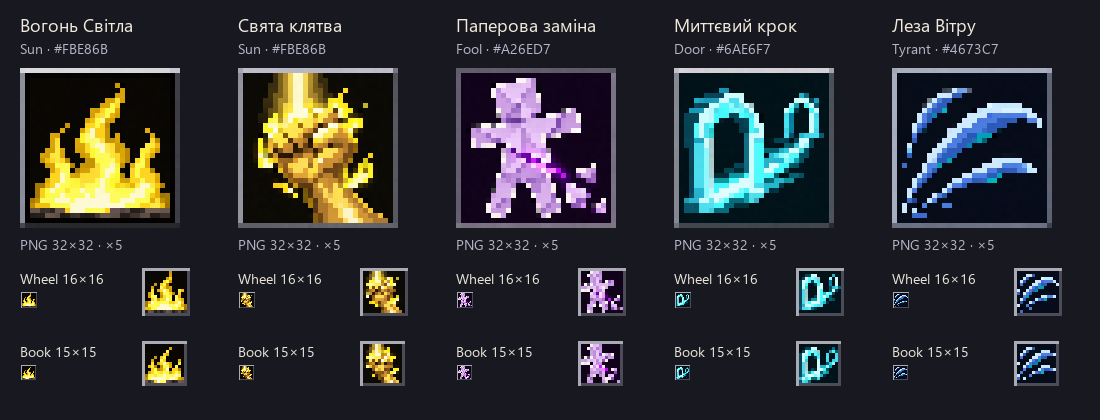 Вогонь Світла
Sun · #FBE86B
PNG 32×32 · ×5
Wheel 16×16
Book 15×15
Свята клятва
Sun · #FBE86B
PNG 32×32 · ×5
Wheel 16×16
Book 15×15
Паперова заміна
Fool · #A26ED7
PNG 32×32 · ×5
Wheel 16×16
Book 15×15
Миттєвий крок
Door · #6AE6F7
PNG 32×32 · ×5
Wheel 16×16
Book 15×15
Леза Вітру
Tyrant · #4673C7
PNG 32×32 · ×5
Wheel 16×16
Book 15×15